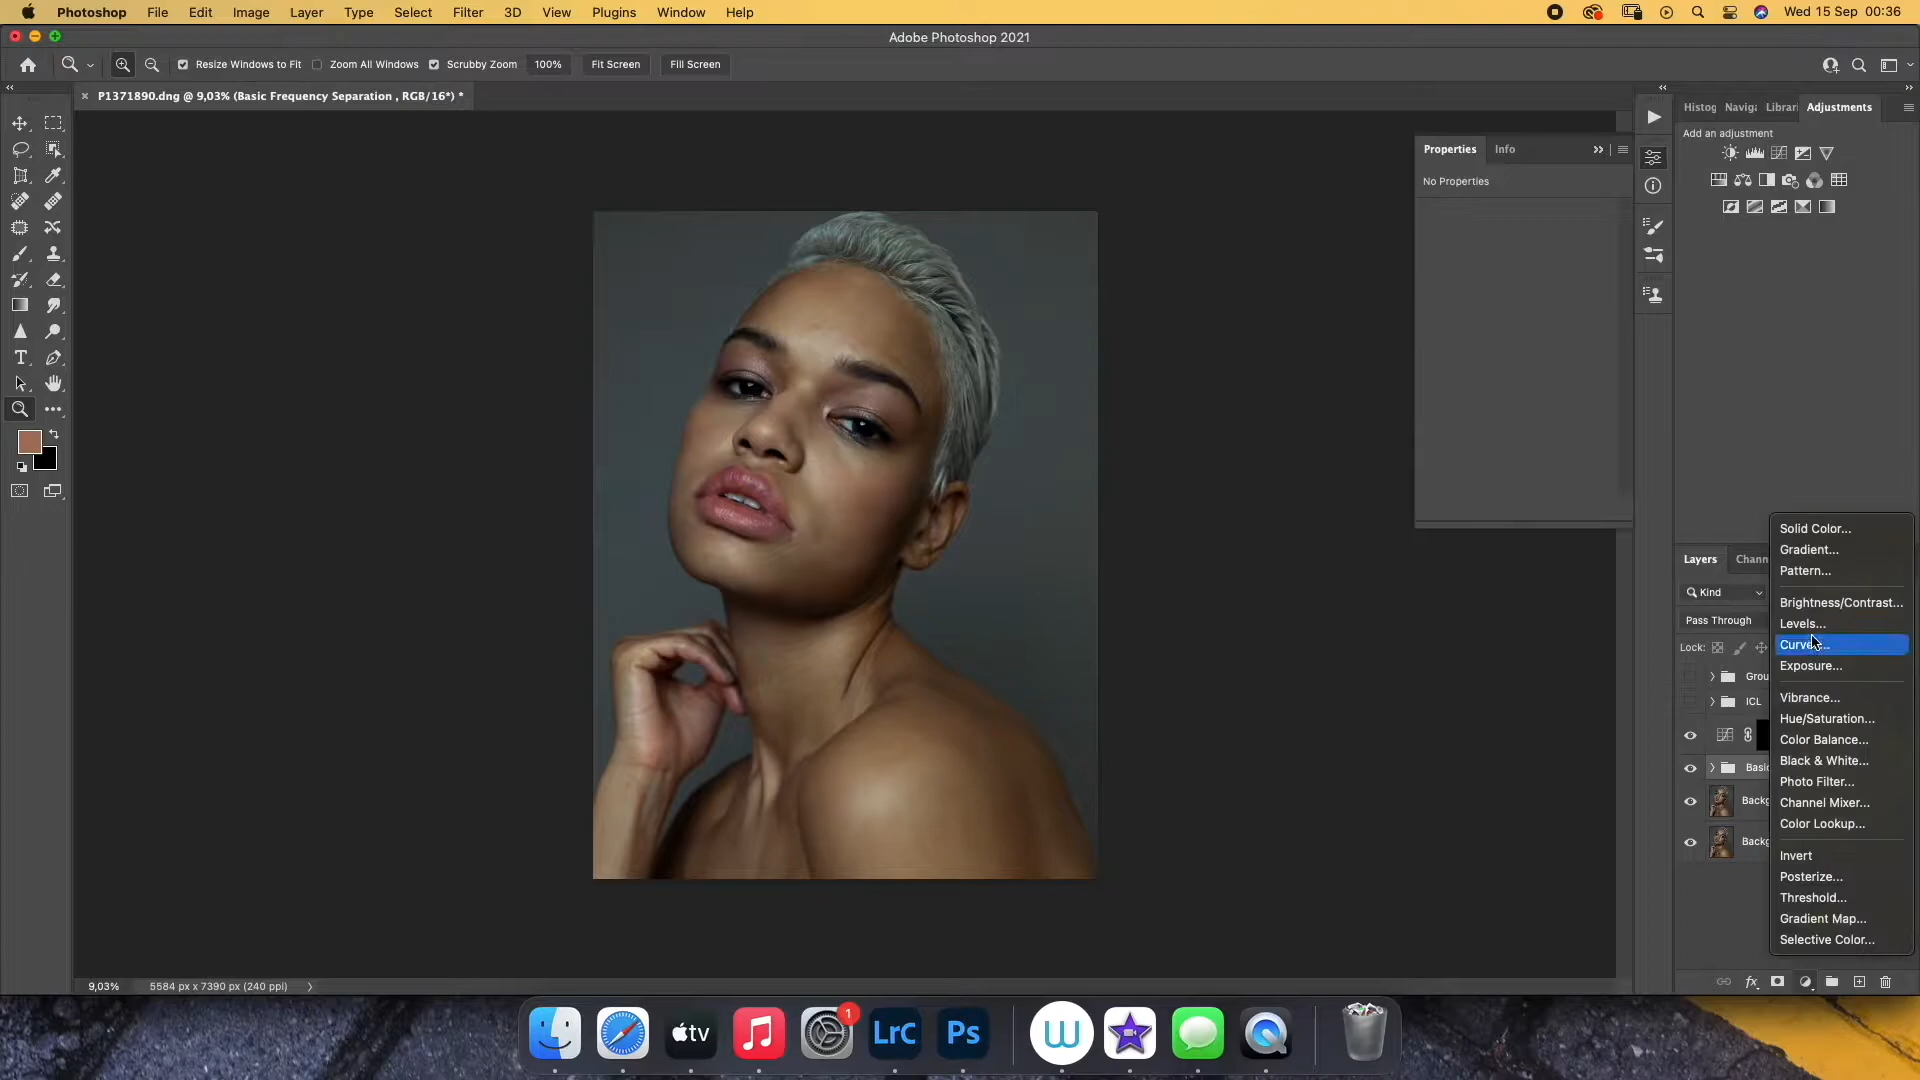 Photoshop File Edit Image Layer Type Select Filter 3D View Plugins Window Help Wed 15 Sep 00:36
Adobe Photoshop 2021
Resize Windows to Fit Zoom All Windows Scrubby Zoom 100% Fit Screen Fill Screen
P1371890.dng @ 9,03% (Basic Frequency Separation , RGB/16*) *
Histog Naviga Librari Adjustments
Add an adjustment
Properties Info
No Properties
Solid Color...
Gradient...
Pattern...
Brightness/Contrast...
Levels...
Exposure...
Vibrance...
Hue/Saturation...
Color Balance...
Black & White...
Photo Filter...
Channel Mixer...
Color Lookup...
Invert
Posterize...
Threshold...
Gradient Map...
Selective Color...
Layers Chann
Kind
Pass Through
Lock:
Grou
ICL
Basic
Backg
Backg
9,03% 5584 px x 7390 px (240 ppi)
tv
1
LrC
Ps